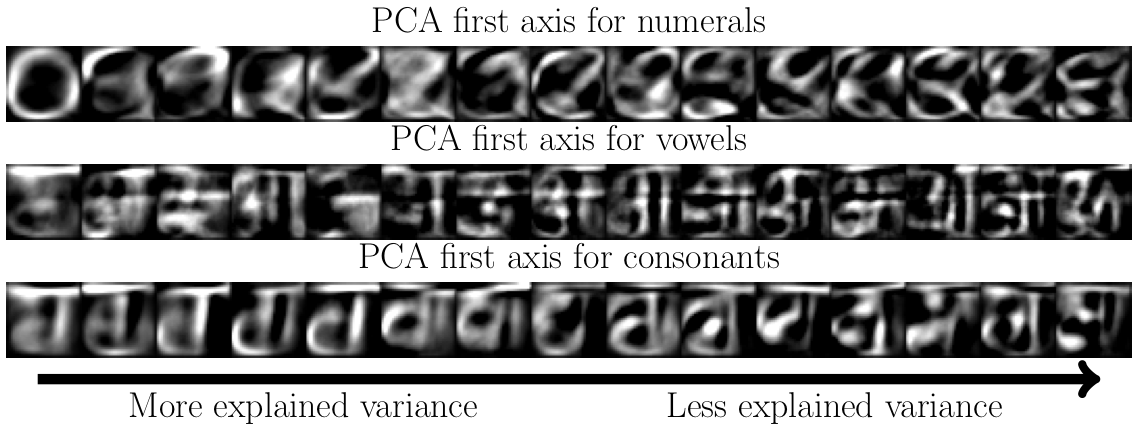 PCA first axis for numerals
PCA first axis for vowels
PCA first axis for consonants
More explained variance
Less explained variance